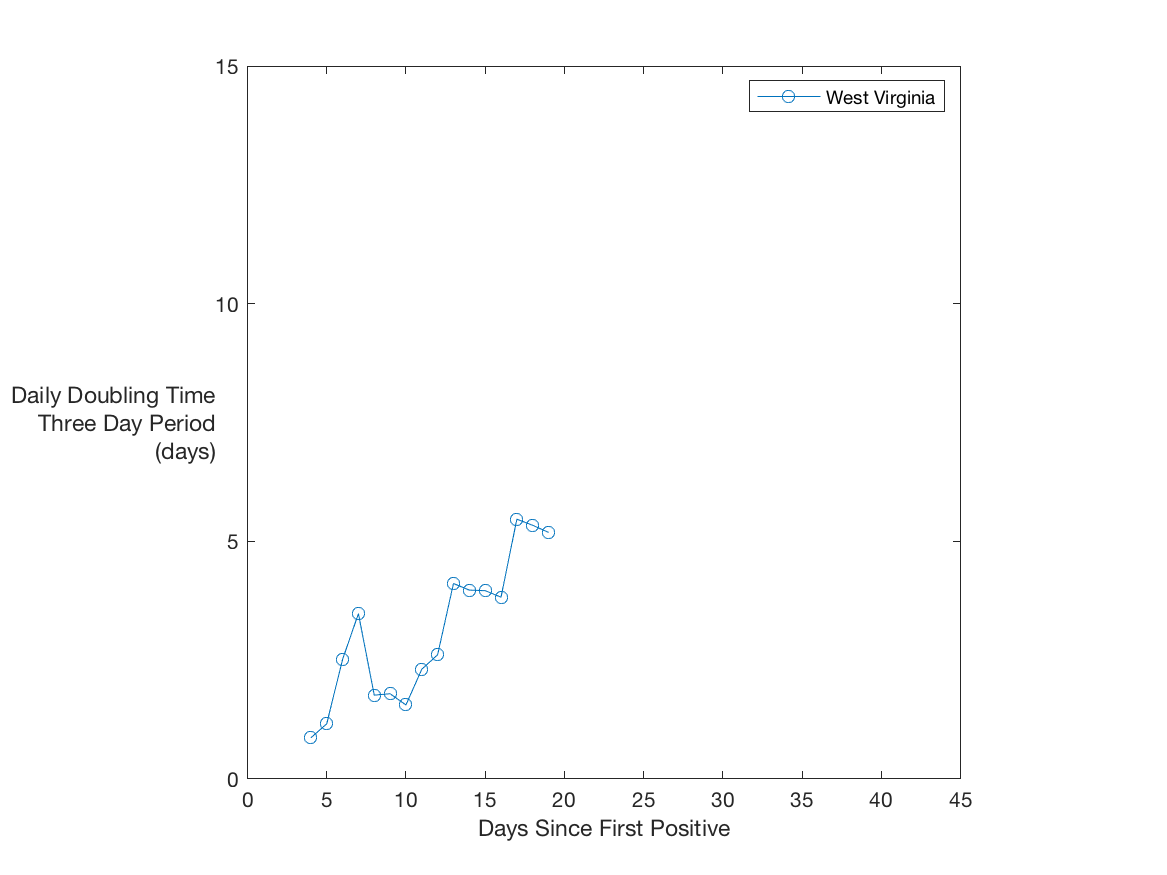 15
West Virginia
10
Daily Doubling Time
Three Day Period
(days)
5
0
0 5 10 15 20 25 30 35 40 45
Days Since First Positive